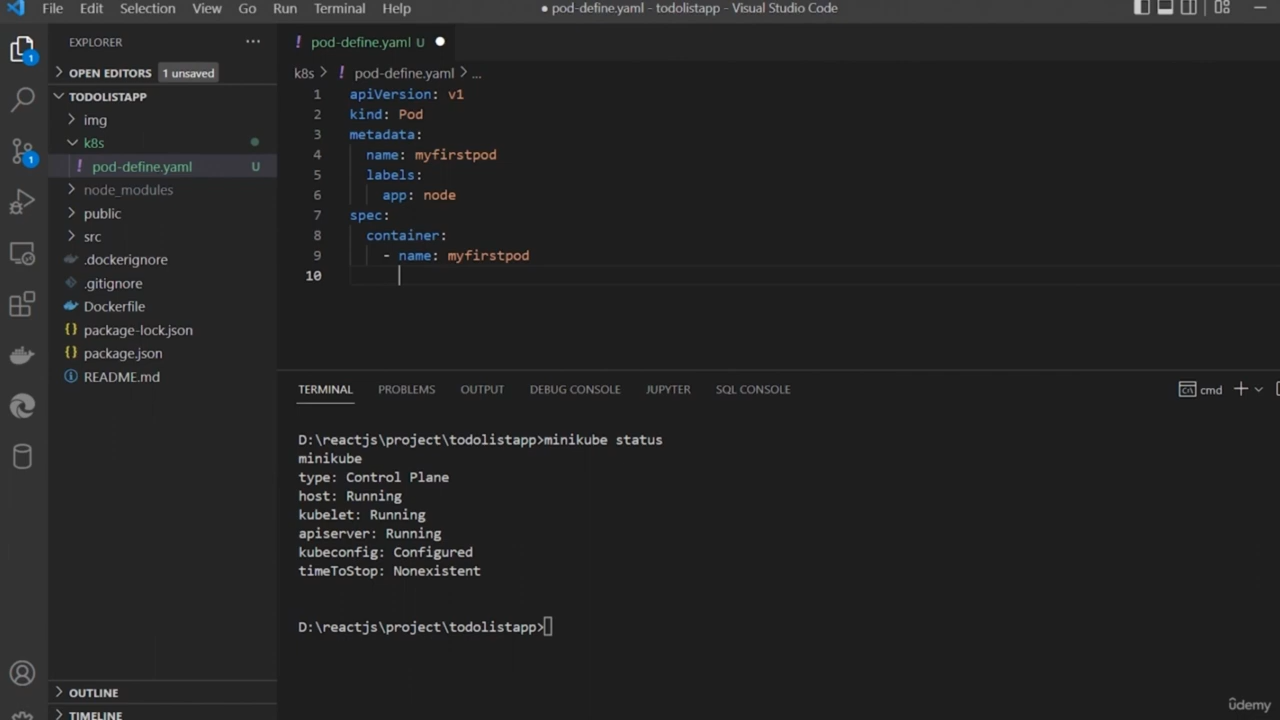 File Edit Selection View Go Run Terminal Help
● pod-define.yaml - todolistapp - Visual Studio Code
EXPLORER
OPEN EDITORS 1 unsaved
TODOLISTAPP
img
k8s
! pod-define.yaml U
node_modules
public
src
.dockerignore
.gitignore
Dockerfile
{} package-lock.json
{} package.json
README.md
OUTLINE
TIMELINE
1
1
! pod-define.yaml U ●
k8s > ! pod-define.yaml > ...
1 apiVersion: v1
2 kind: Pod
3 metadata:
4   name: myfirstpod
5   labels:
6     app: node
7 spec:
8   container:
9     - name: myfirstpod
10
TERMINAL PROBLEMS OUTPUT DEBUG CONSOLE JUPYTER SQL CONSOLE
cmd
D:\reactjs\project\todolistapp>minikube status
minikube
type: Control Plane
host: Running
kubelet: Running
apiserver: Running
kubeconfig: Configured
timeToStop: Nonexistent
D:\reactjs\project\todolistapp>
ûdemy